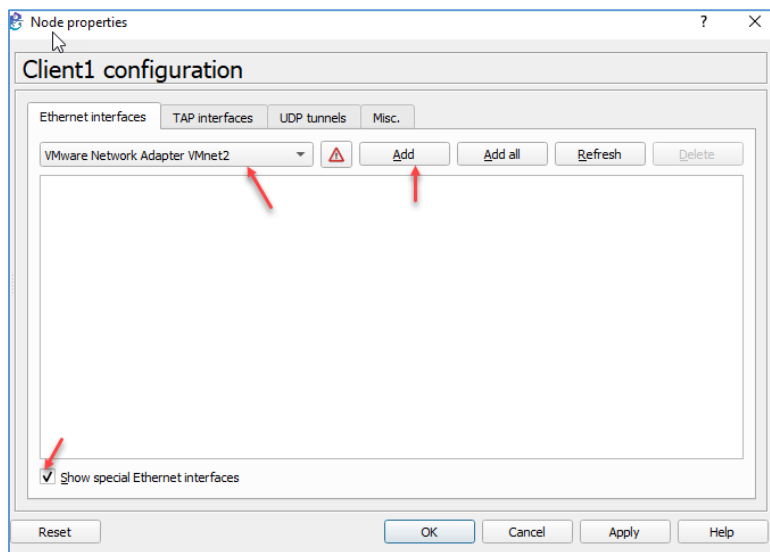 Node properties ?
Client1 configuration
Ethernet interfaces TAP interfaces UDP tunnels Misc.
VMware Network Adapter VMnet2 Add Add all Refresh Delete
Show special Ethernet interfaces
Reset OK Cancel Apply Help